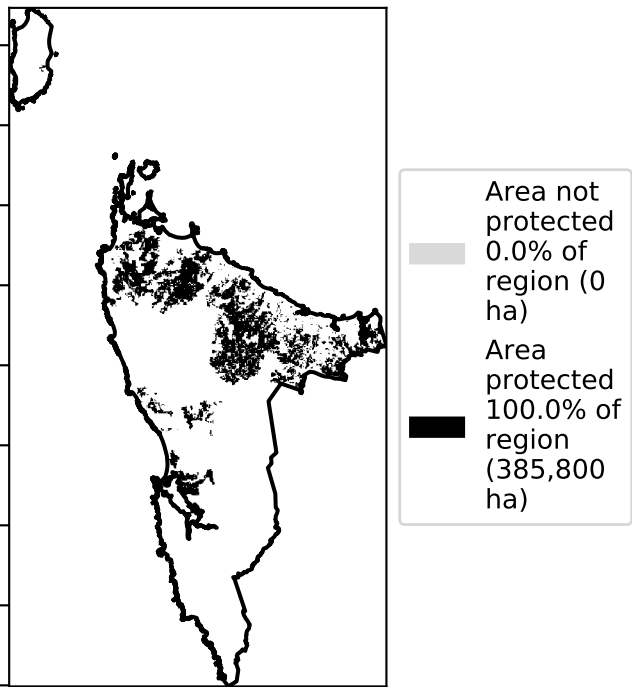 Area not
protected
0.0% of
region (0
ha)
Area
protected
100.0% of
region
(385,800
ha)